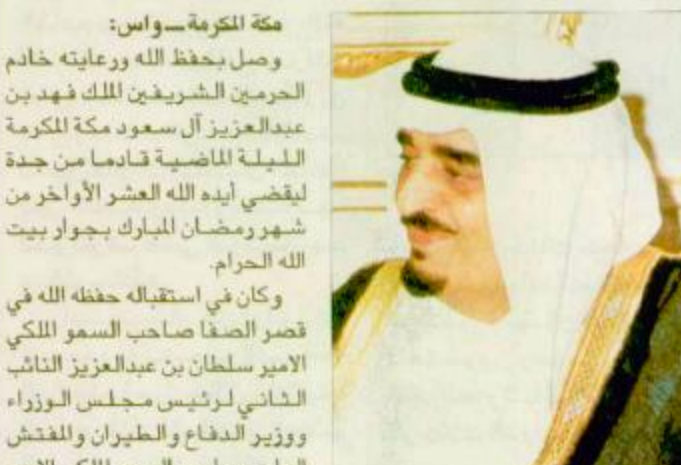 مكة المكرمة ـ واس:
وصل بحفظ الله ورعايته خادم
الحرمين الشريفين الملك فهد بن
عبدالعزيز آل سعود مكة المكرمة
الليلة الماضية قادما من جدة
ليقضي أيده الله العشر الأواخر من
شهر رمضان المبارك بجوار بيت
الله الحرام.
وكان في استقباله حفظه الله في
قصر الصفا صاحب السمو الملكي
الامير سلطان بن عبدالعزيز النائب
الثاني لرئيس مجلس الوزراء
ووزير الدفاع والطيران والمفتش